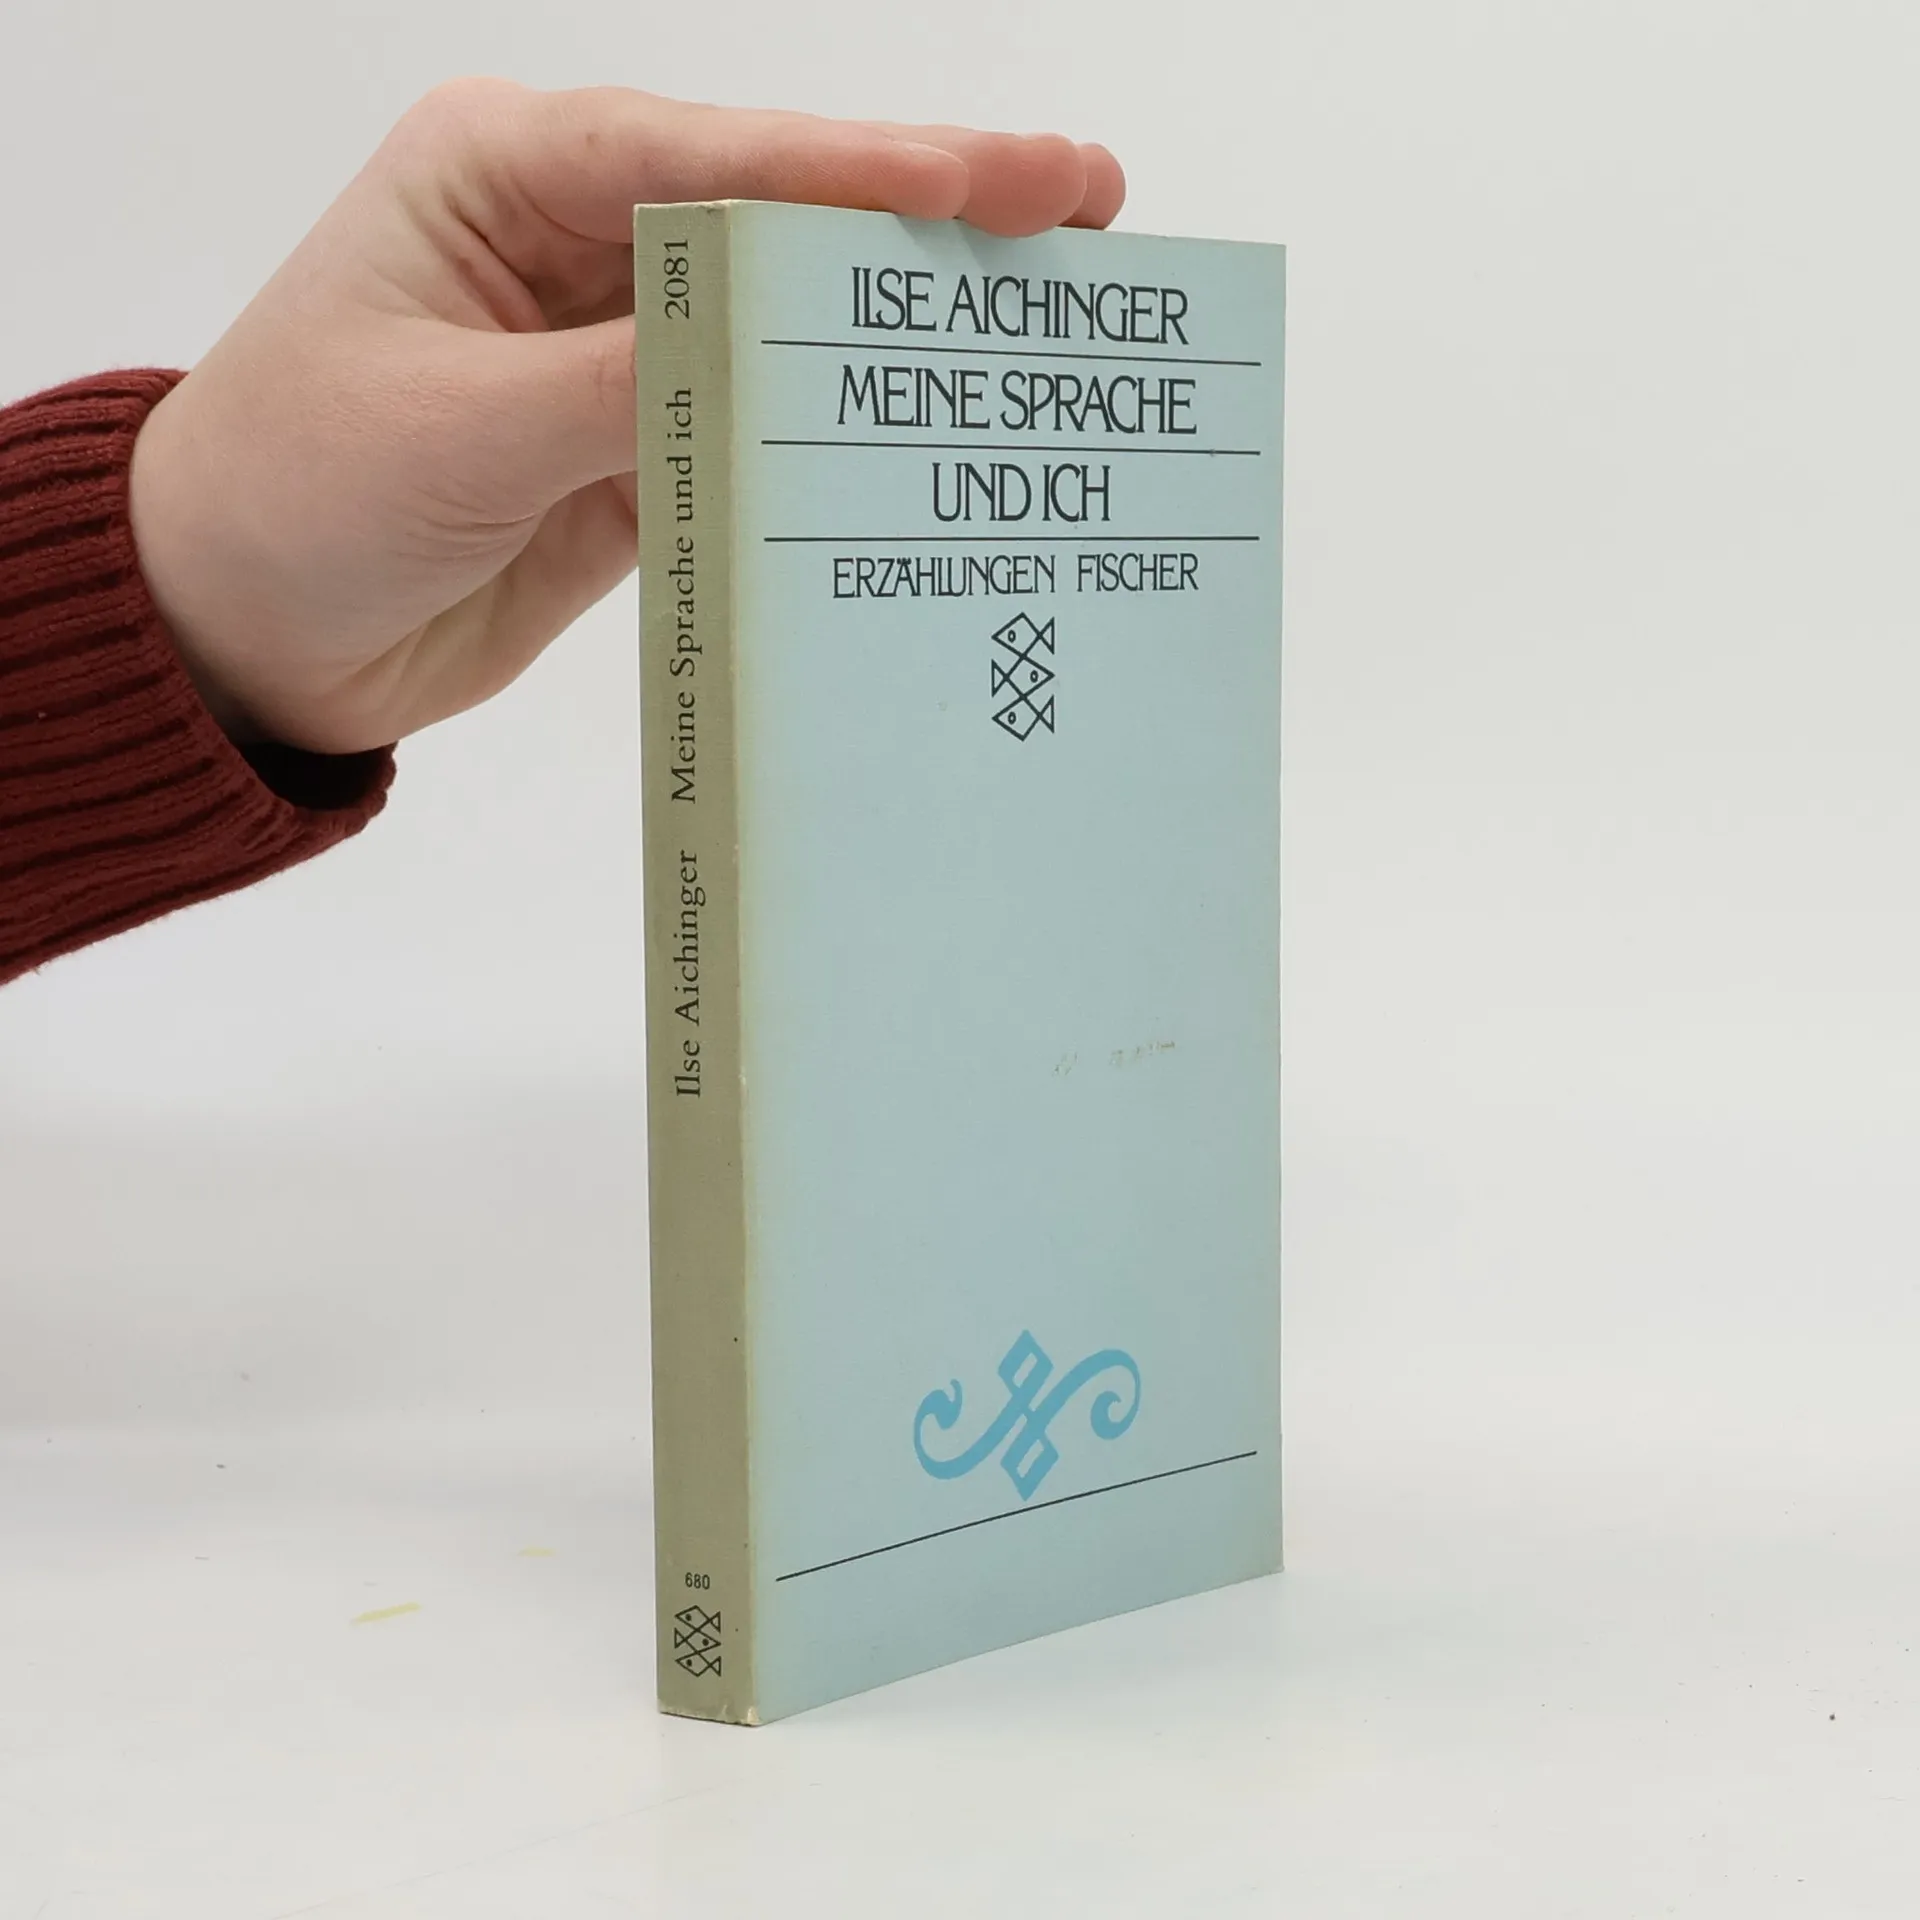 ILSE AICHINGER
MEINE SPRACHE
UND ICH
ERZÄHLUNGEN FISCHER
Ilse Aichinger Meine Sprache und ich 2081
680